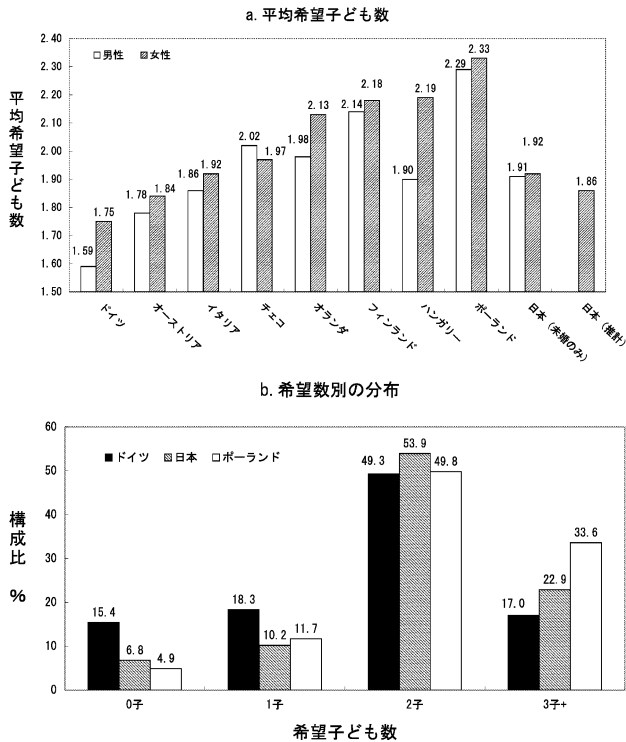 a. 平均希望子ども数
平均希望子ども数
2.40
2.30
2.20
2.10
2.00
1.90
1.80
1.70
1.60
1.50
男性 女性
1.59 1.75
1.78 1.84
1.86 1.92
2.02 1.97
1.98 2.13
2.14 2.18
1.90 2.19
2.29 2.33
1.91 1.92
1.86
ドイツ
オーストリア
イタリア
チェコ
オランダ
フィンランド
ハンガリー
ポーランド
日本（未婚のみ）
日本（推計）
b. 希望数別の分布
構成比 %
60
50
40
30
20
10
0
ドイツ 日本 ポーランド
15.4 6.8 4.9
18.3 10.2 11.7
49.3 53.9 49.8
17.0 22.9 33.6
0子 1子 2子 3子+
希望子ども数